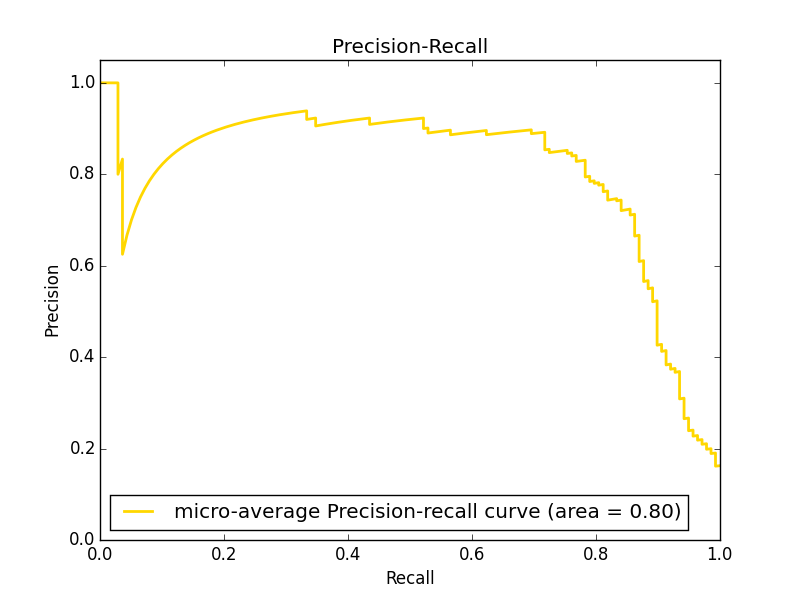 Precision-Recall
1.0
0.8
0.6
0.4
0.2
0.0
Precision
micro-average Precision-recall curve (area = 0.80)
0.0 0.2 0.4 0.6 0.8 1.0
Recall